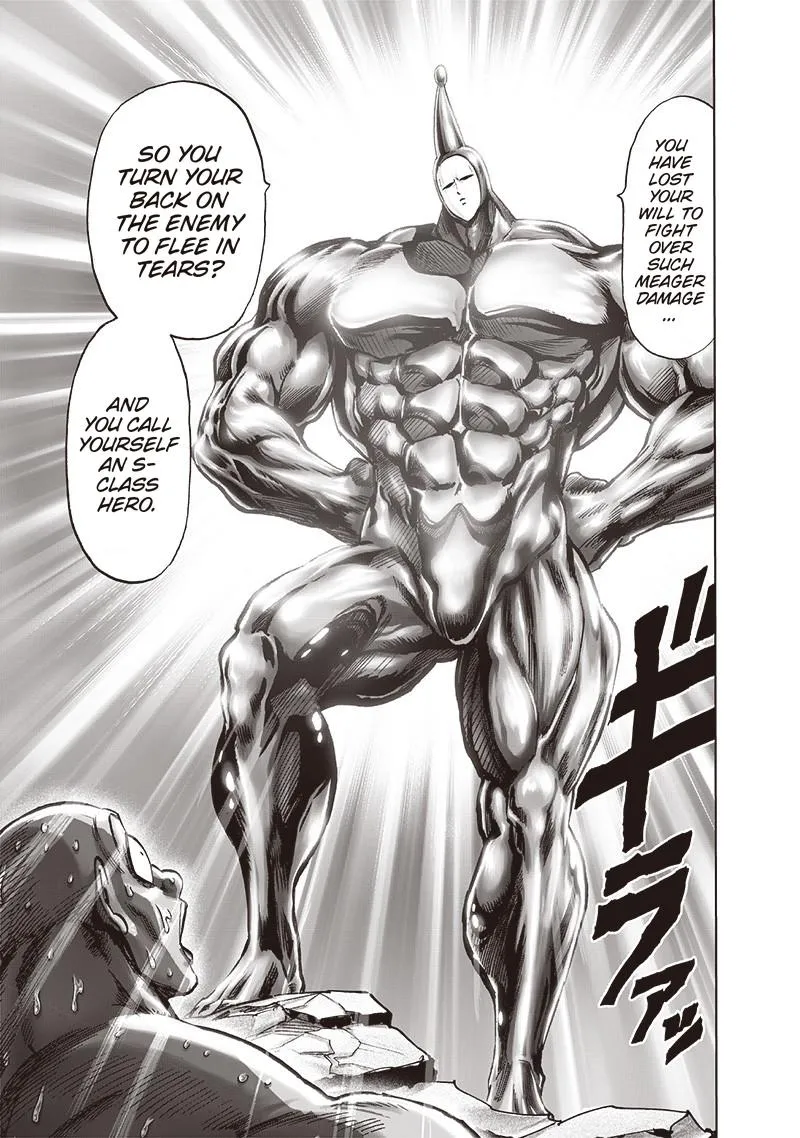 YOU
HAVE
LOST
YOUR
WILL TO
FIGHT
OVER
SUCH
MEAGER
DAMAGE
...
SO YOU
TURN YOUR
BACK ON
THE ENEMY
TO FLEE IN
TEARS?
AND
YOU CALL
YOURSELF
AN S-
CLASS
HERO.
ギラァッ